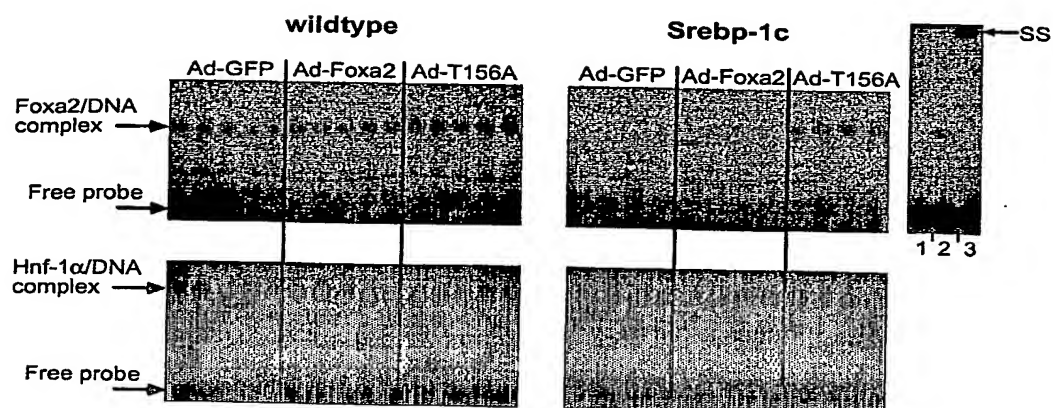 wildtype
Srebp-1c
SS
Ad-GFP Ad-Foxa2 Ad-T156A
Ad-GFP Ad-Foxa2 Ad-T156A
Foxa2/DNA
complex
Free probe
1 2 3
Hnf-1α/DNA
complex
Free probe